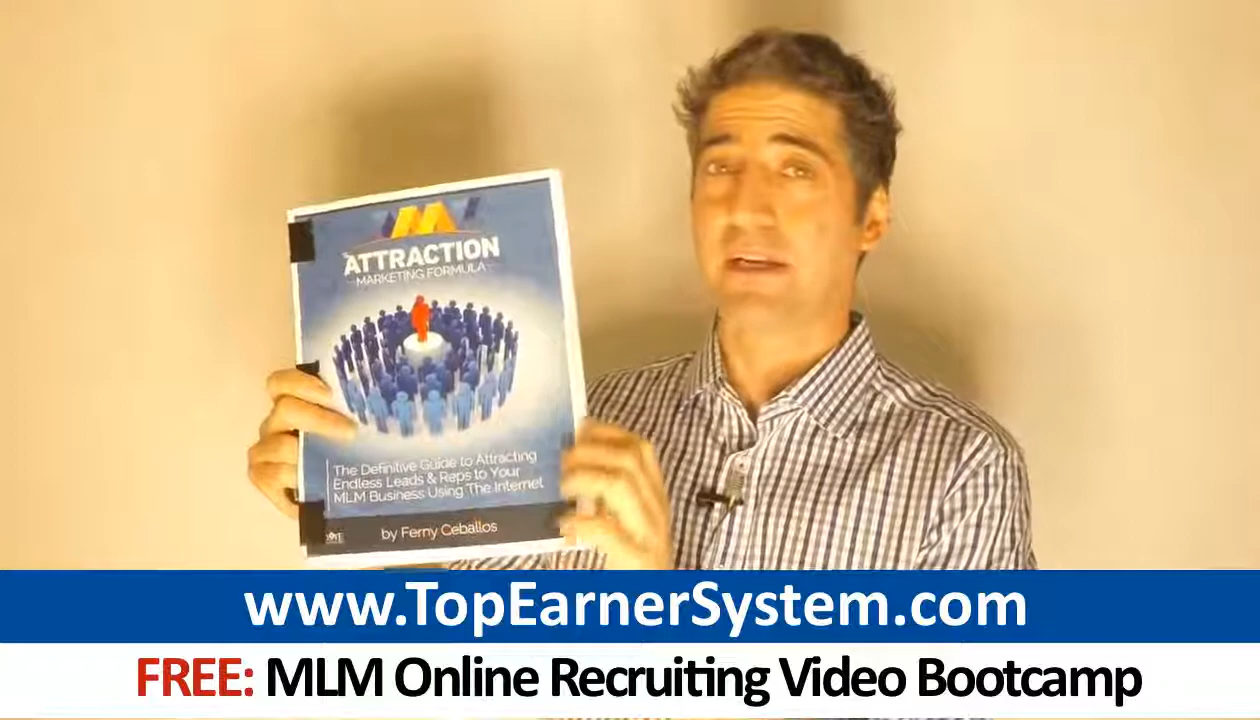 ATTRACTION
MARKETING FORMULA
The Definitive Guide to Attracting
Endless Leads & Reps to Your
MLM Business Using The Internet
by Ferny Ceballos
www.TopEarnerSystem.com
FREE: MLM Online Recruiting Video Bootcamp